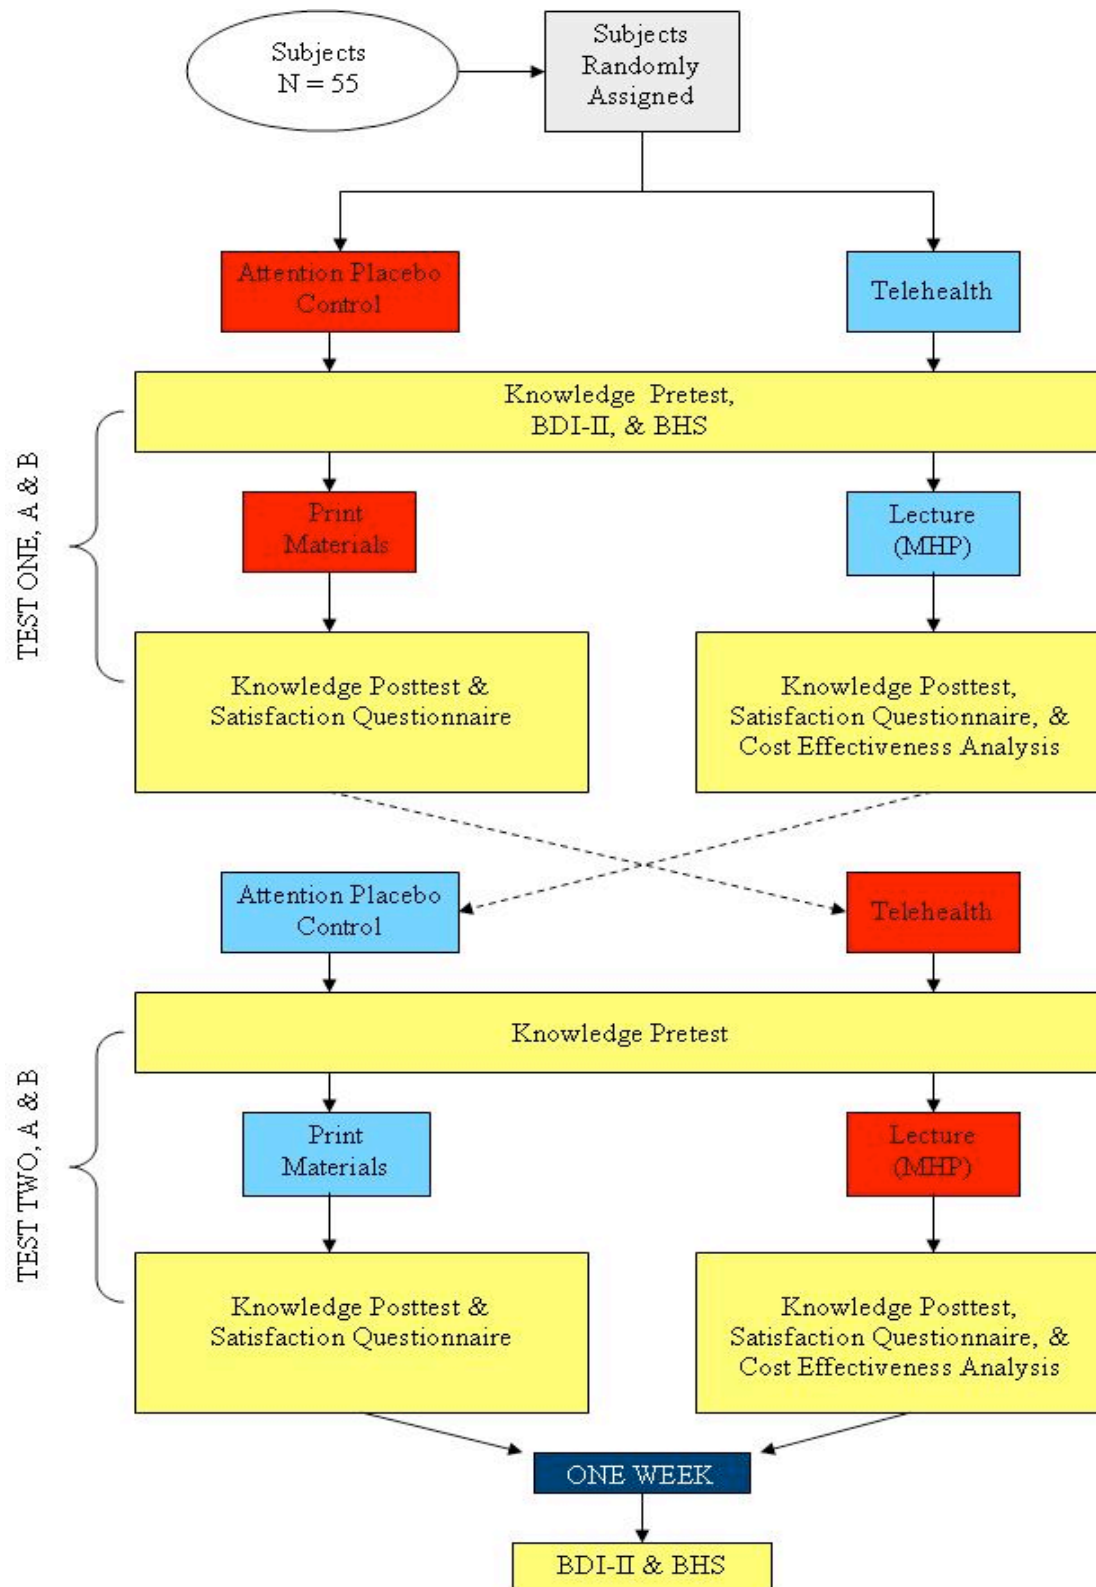 Subjects
N = 55
Subjects
Randomly
Assigned
Attention Placebo
Control
Telehealth
Knowledge Pretest,
BDI-II, & BHS
TEST ONE, A & B
Print
Materials
Lecture
(MHP)
Knowledge Posttest &
Satisfaction Questionnaire
Knowledge Posttest,
Satisfaction Questionnaire, &
Cost Effectiveness Analysis
Attention Placebo
Control
Telehealth
Knowledge Pretest
TEST TWO, A & B
Print
Materials
Lecture
(MHP)
Knowledge Posttest &
Satisfaction Questionnaire
Knowledge Posttest,
Satisfaction Questionnaire, &
Cost Effectiveness Analysis
ONE WEEK
BDI-II & BHS